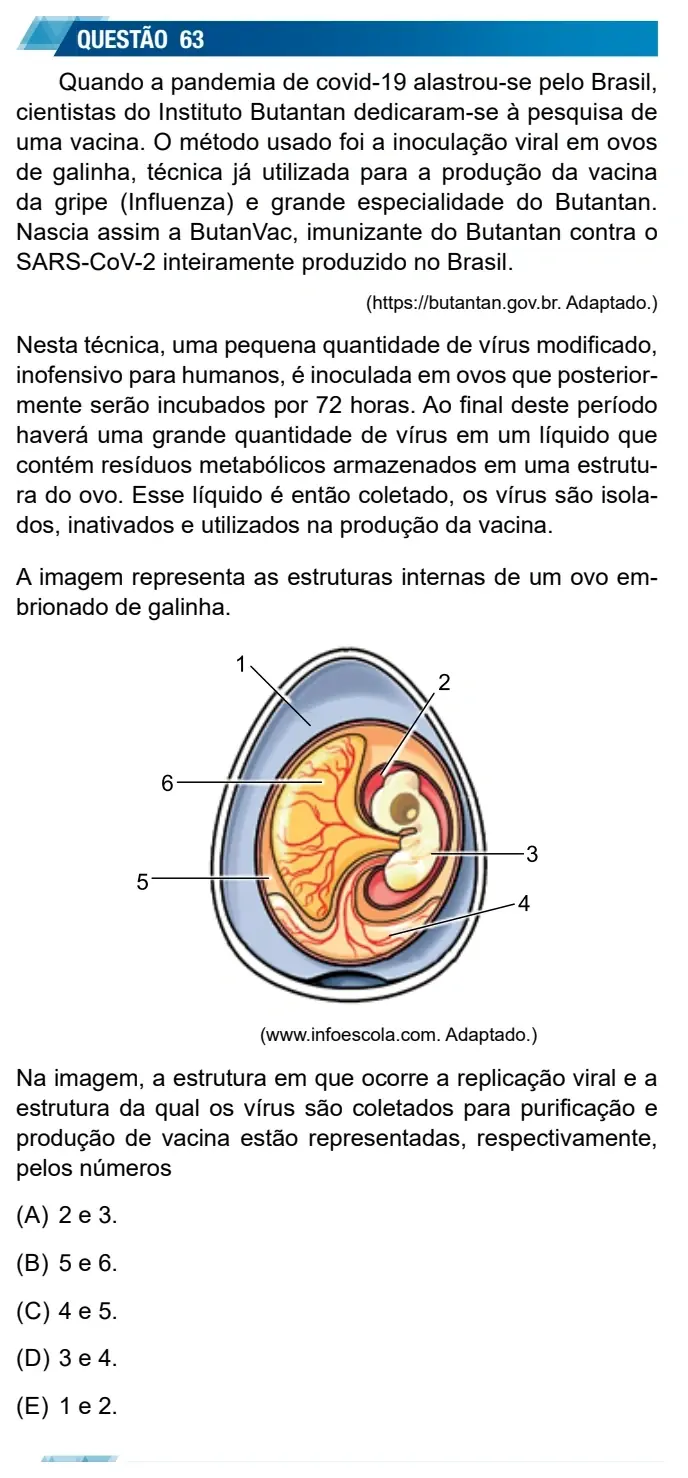 QUESTÃO 63
Quando a pandemia de covid-19 alastrou-se pelo Brasil,
cientistas do Instituto Butantan dedicaram-se à pesquisa de
uma vacina. O método usado foi a inoculação viral em ovos
de galinha, técnica já utilizada para a produção da vacina
da gripe (Influenza) e grande especialidade do Butantan.
Nascia assim a ButanVac, imunizante do Butantan contra o
SARS-CoV-2 inteiramente produzido no Brasil.
(https://butantan.gov.br. Adaptado.)
Nesta técnica, uma pequena quantidade de vírus modificado,
inofensivo para humanos, é inoculada em ovos que posterior-
mente serão incubados por 72 horas. Ao final deste período
haverá uma grande quantidade de vírus em um líquido que
contém resíduos metabólicos armazenados em uma estrutu-
ra do ovo. Esse líquido é então coletado, os vírus são isola-
dos, inativados e utilizados na produção da vacina.
A imagem representa as estruturas internas de um ovo em-
brionado de galinha.
1
2
6
3
5
4
(www.infoescola.com. Adaptado.)
Na imagem, a estrutura em que ocorre a replicação viral e a
estrutura da qual os vírus são coletados para purificação e
produção de vacina estão representadas, respectivamente,
pelos números
(A) 2 e 3.
(B) 5 e 6.
(C) 4 e 5.
(D) 3 e 4.
(E) 1 e 2.